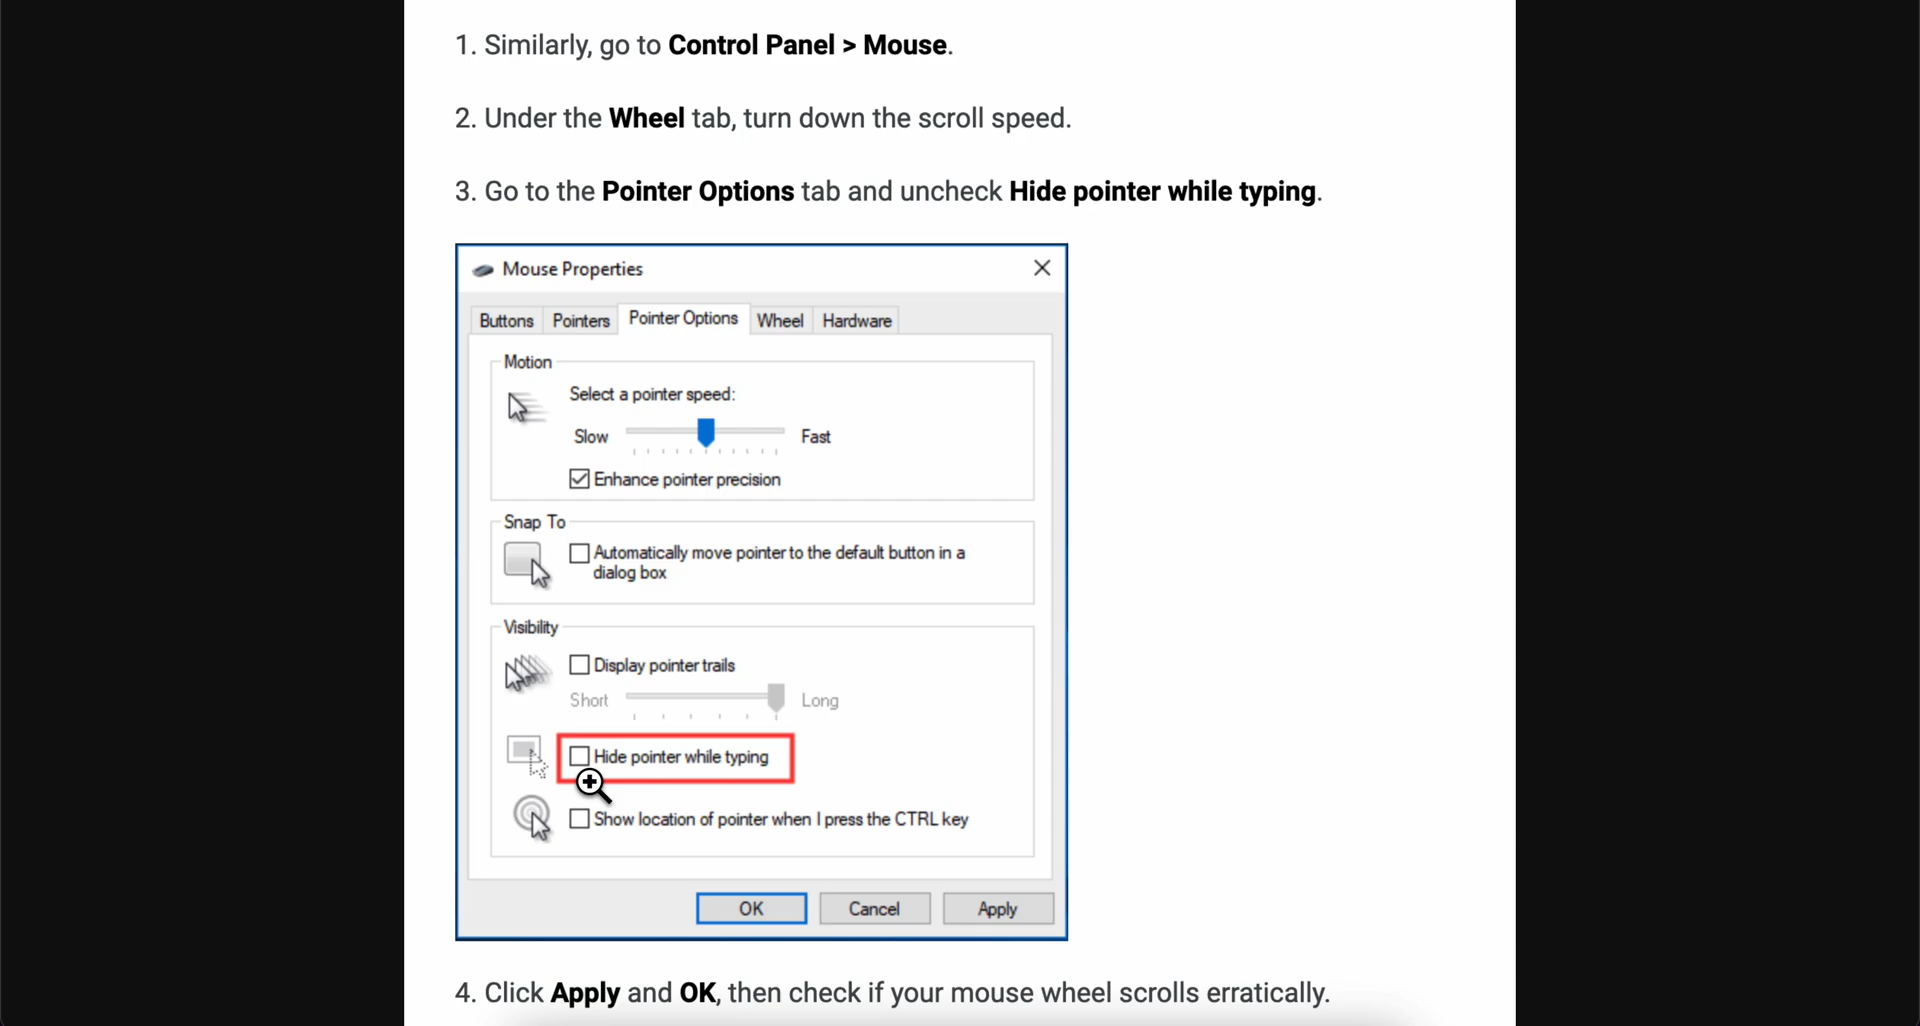 1. Similarly, go to Control Panel > Mouse.
2. Under the Wheel tab, turn down the scroll speed.
3. Go to the Pointer Options tab and uncheck Hide pointer while typing.
Mouse Properties
Buttons Pointers Pointer Options Wheel Hardware
Motion
Select a pointer speed:
Slow Fast
Enhance pointer precision
Snap To
Automatically move pointer to the default button in a
dialog box
Visibility
Display pointer trails
Short Long
Hide pointer while typing
Show location of pointer when I press the CTRL key
OK Cancel Apply
4. Click Apply and OK, then check if your mouse wheel scrolls erratically.